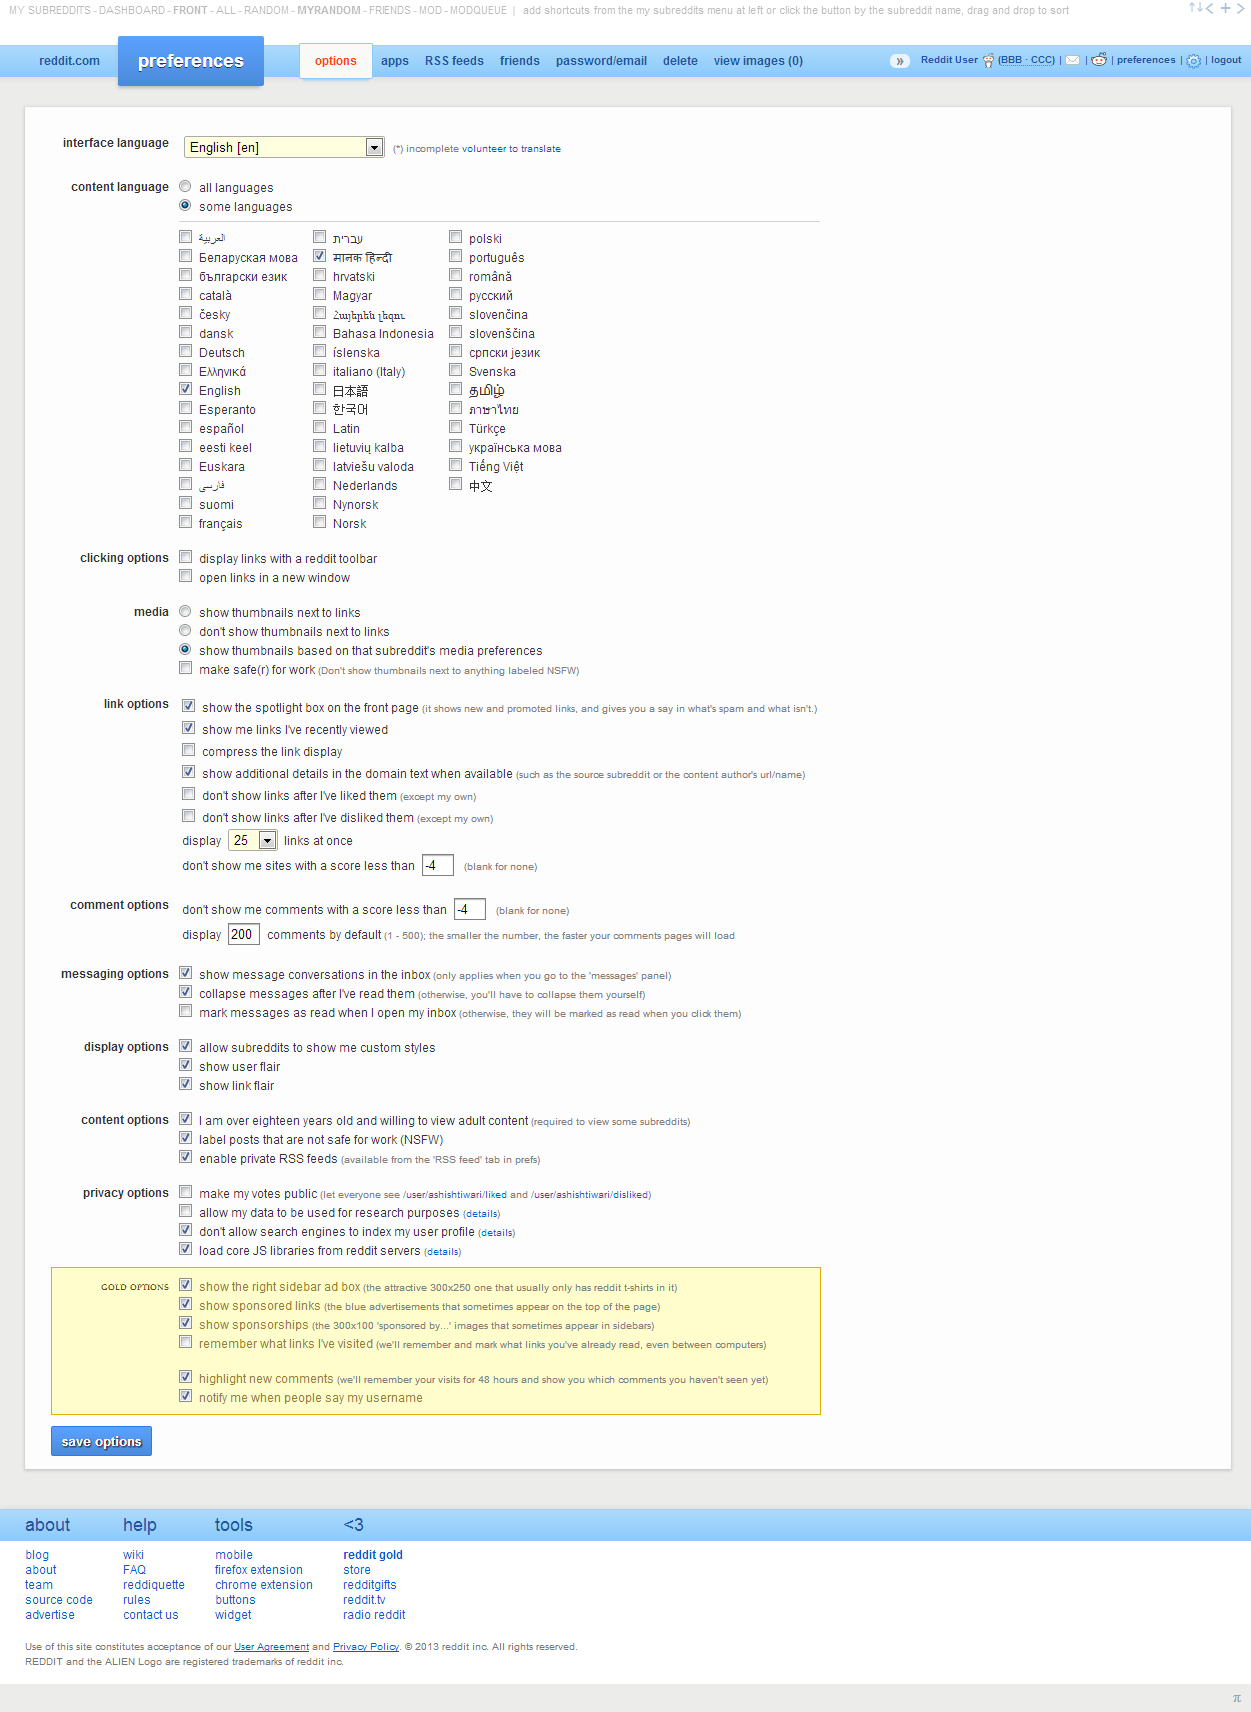 MY SUBREDDITS - DASHBOARD - FRONT - ALL - RANDOM - MYRANDOM - FRIENDS - MOD - MODQUEUE | add shortcuts from the my subreddits menu at left or click the button by the subreddit name, drag and drop to sort
reddit.com preferences options apps RSS feeds friends password/email delete view images (0) Reddit User (BBB · CCC) | | | preferences | | logout
interface language English [en] (*) incomplete volunteer to translate
content language all languages
some languages
العربية עברית polski
Беларуская мова मानक हिन्दी português
български език hrvatski română
català Magyar русский
česky Հայերեն լեզու slovenčina
dansk Bahasa Indonesia slovenščina
Deutsch íslenska српски језик
Ελληνικά italiano (Italy) Svenska
English 日本語 தமிழ்
Esperanto 한국어 ภาษาไทย
español Latin Türkçe
eesti keel lietuvių kalba українська мова
Euskara latviešu valoda Tiếng Việt
فارسی Nederlands 中文
suomi Nynorsk
français Norsk
clicking options display links with a reddit toolbar
open links in a new window
media show thumbnails next to links
don't show thumbnails next to links
show thumbnails based on that subreddit's media preferences
make safe(r) for work (Don't show thumbnails next to anything labeled NSFW)
link options show the spotlight box on the front page (it shows new and promoted links, and gives you a say in what's spam and what isn't.)
show me links I've recently viewed
compress the link display
show additional details in the domain text when available (such as the source subreddit or the content author's url/name)
don't show links after I've liked them (except my own)
don't show links after I've disliked them (except my own)
display 25 links at once
don't show me sites with a score less than -4 (blank for none)
comment options don't show me comments with a score less than -4 (blank for none)
display 200 comments by default (1 - 500); the smaller the number, the faster your comments pages will load
messaging options show message conversations in the inbox (only applies when you go to the 'messages' panel)
collapse messages after I've read them (otherwise, you'll have to collapse them yourself)
mark messages as read when I open my inbox (otherwise, they will be marked as read when you click them)
display options allow subreddits to show me custom styles
show user flair
show link flair
content options I am over eighteen years old and willing to view adult content (required to view some subreddits)
label posts that are not safe for work (NSFW)
enable private RSS feeds (available from the 'RSS feed' tab in prefs)
privacy options make my votes public (let everyone see /user/ashishtiwari/liked and /user/ashishtiwari/disliked)
allow my data to be used for research purposes (details)
don't allow search engines to index my user profile (details)
load core JS libraries from reddit servers (details)
GOLD OPTIONS show the right sidebar ad box (the attractive 300x250 one that usually only has reddit t-shirts in it)
show sponsored links (the blue advertisements that sometimes appear on the top of the page)
show sponsorships (the 300x100 'sponsored by...' images that sometimes appear in sidebars)
remember what links I've visited (we'll remember and mark what links you've already read, even between computers)
highlight new comments (we'll remember your visits for 48 hours and show you which comments you haven't seen yet)
notify me when people say my username
save options
about help tools <3
blog wiki mobile reddit gold
about FAQ firefox extension store
team reddiquette chrome extension redditgifts
source code rules buttons reddit.tv
advertise contact us widget radio reddit
Use of this site constitutes acceptance of our User Agreement and Privacy Policy. © 2013 reddit inc. All rights reserved.
REDDIT and the ALIEN Logo are registered trademarks of reddit inc.
π